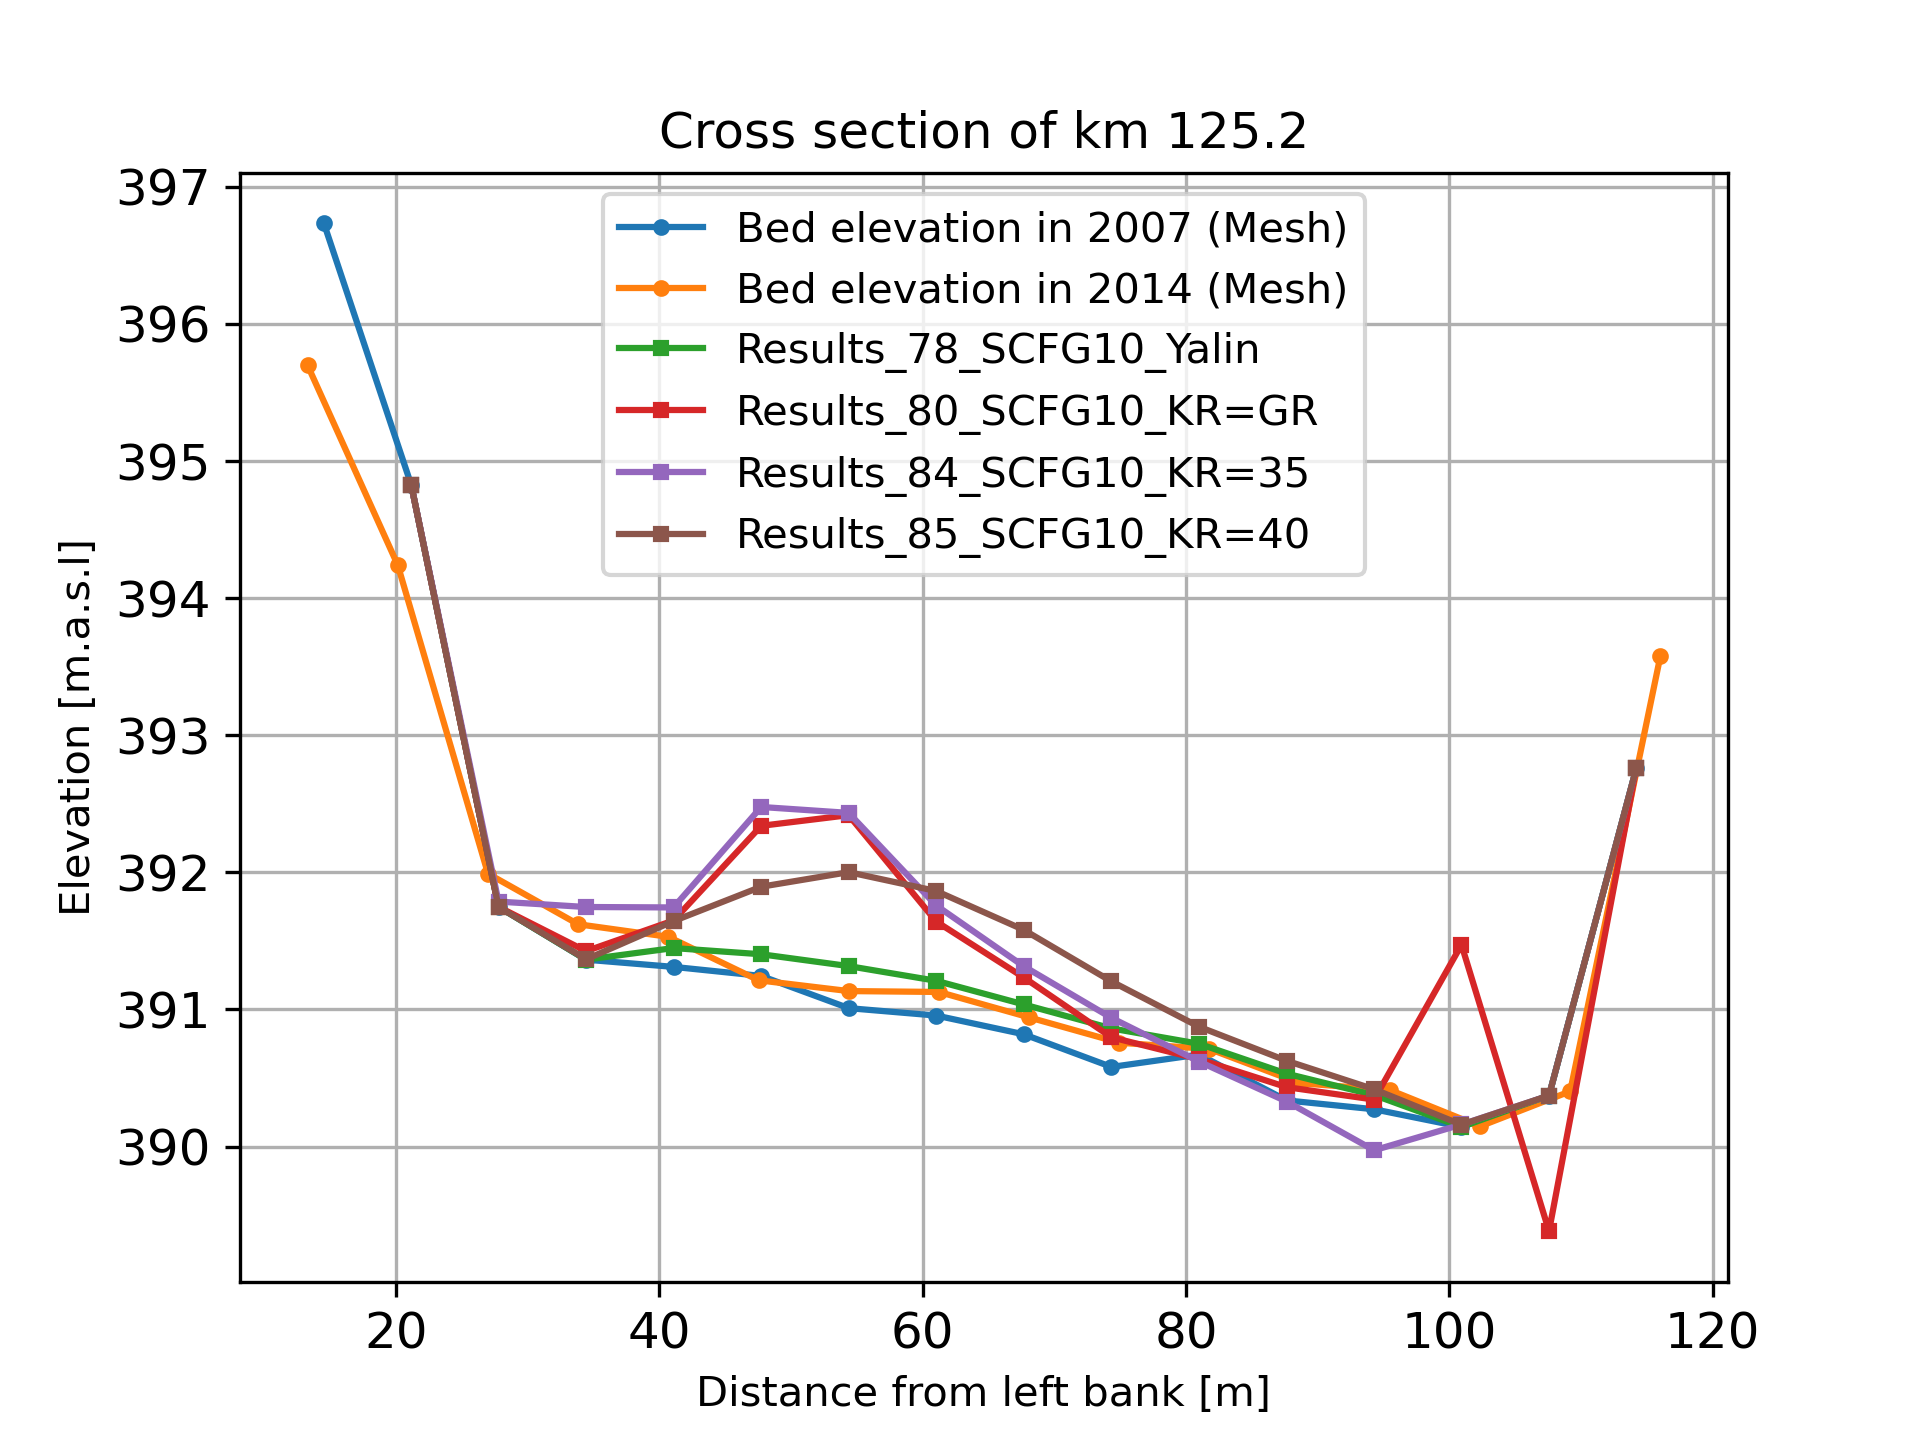 Cross section of km 125.2
397
396
395
394
393
392
391
390
Elevation [m.a.s.l]
Bed elevation in 2007 (Mesh)
Bed elevation in 2014 (Mesh)
Results_78_SCFG10_Yalin
Results_80_SCFG10_KR=GR
Results_84_SCFG10_KR=35
Results_85_SCFG10_KR=40
20 40 60 80 100 120
Distance from left bank [m]